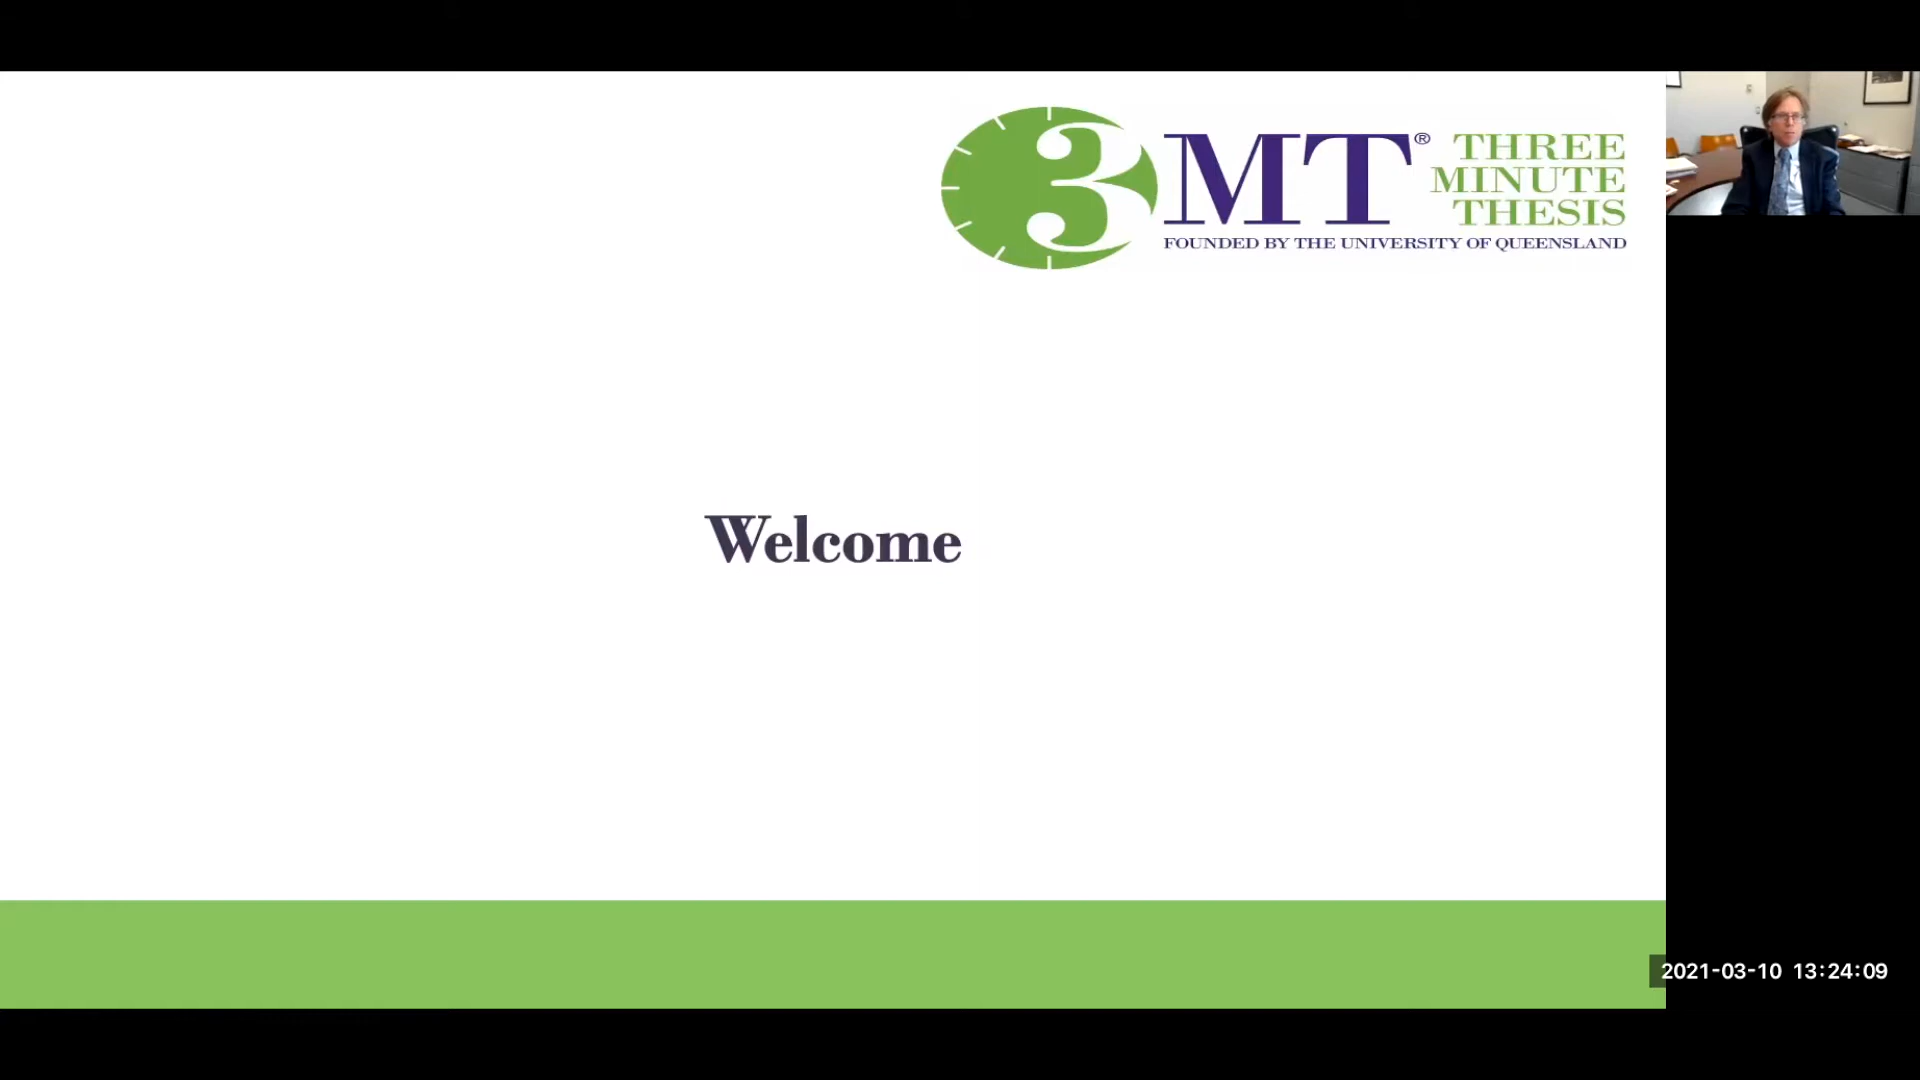 3MT®
THREE
MINUTE
THESIS
FOUNDED BY THE UNIVERSITY OF QUEENSLAND
Welcome
2021-03-10 13:24:09